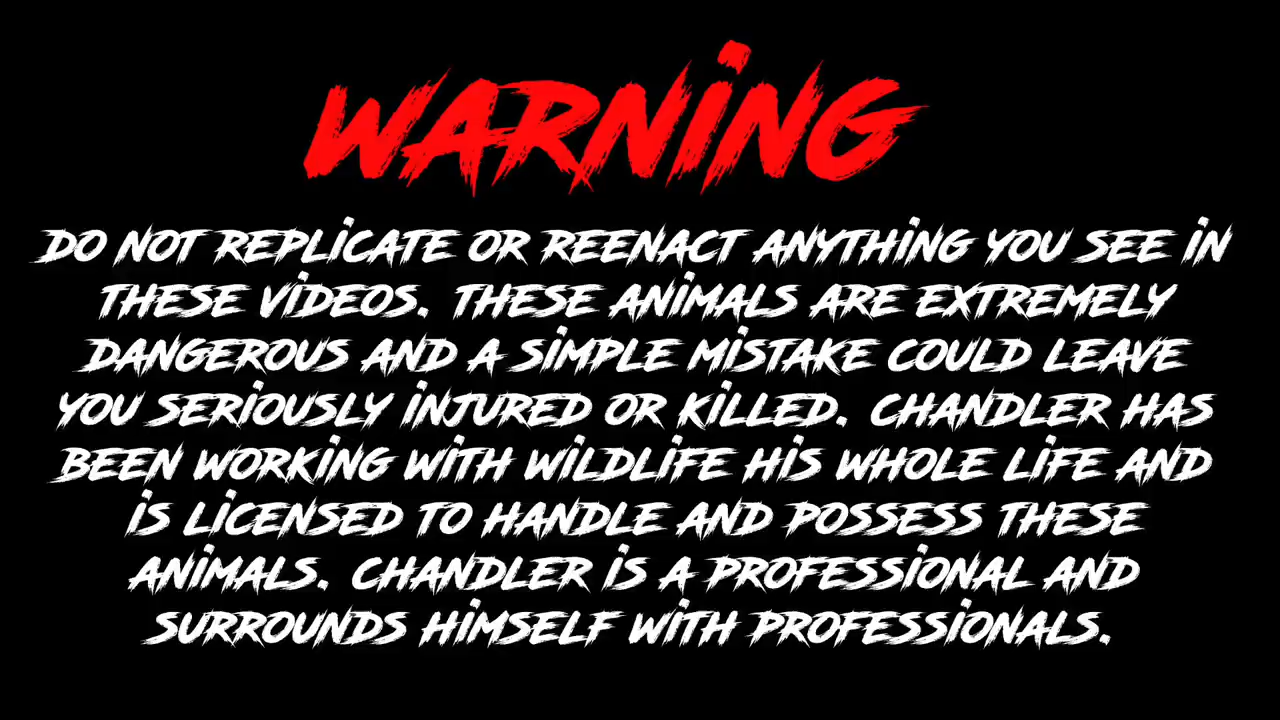 WARNING
DO NOT REPLICATE OR REENACT ANYTHING YOU SEE IN
THESE VIDEOS. THESE ANIMALS ARE EXTREMELY
DANGEROUS AND A SIMPLE MISTAKE COULD LEAVE
YOU SERIOUSLY INJURED OR KILLED. CHANDLER HAS
BEEN WORKING WITH WILDLIFE HIS WHOLE LIFE AND
IS LICENSED TO HANDLE AND POSSESS THESE
ANIMALS. CHANDLER IS A PROFESSIONAL AND
SURROUNDS HIMSELF WITH PROFESSIONALS.